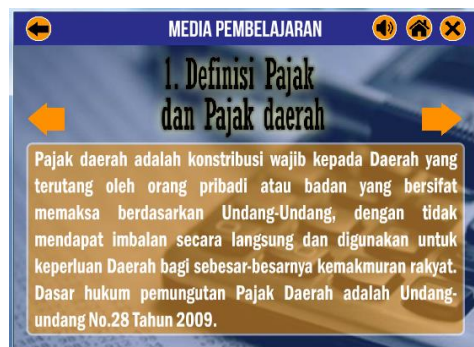 MEDIA PEMBELAJARAN
1. Definisi Pajak
dan Pajak daerah
Pajak daerah adalah konstribusi wajib kepada Daerah yang
terutang oleh orang pribadi atau badan yang bersifat
memaksa berdasarkan Undang-Undang, dengan tidak
mendapat imbalan secara langsung dan digunakan untuk
keperluan Daerah bagi sebesar-besarnya kemakmuran rakyat.
Dasar hukum pemungutan Pajak Daerah adalah Undang-
undang No.28 Tahun 2009.